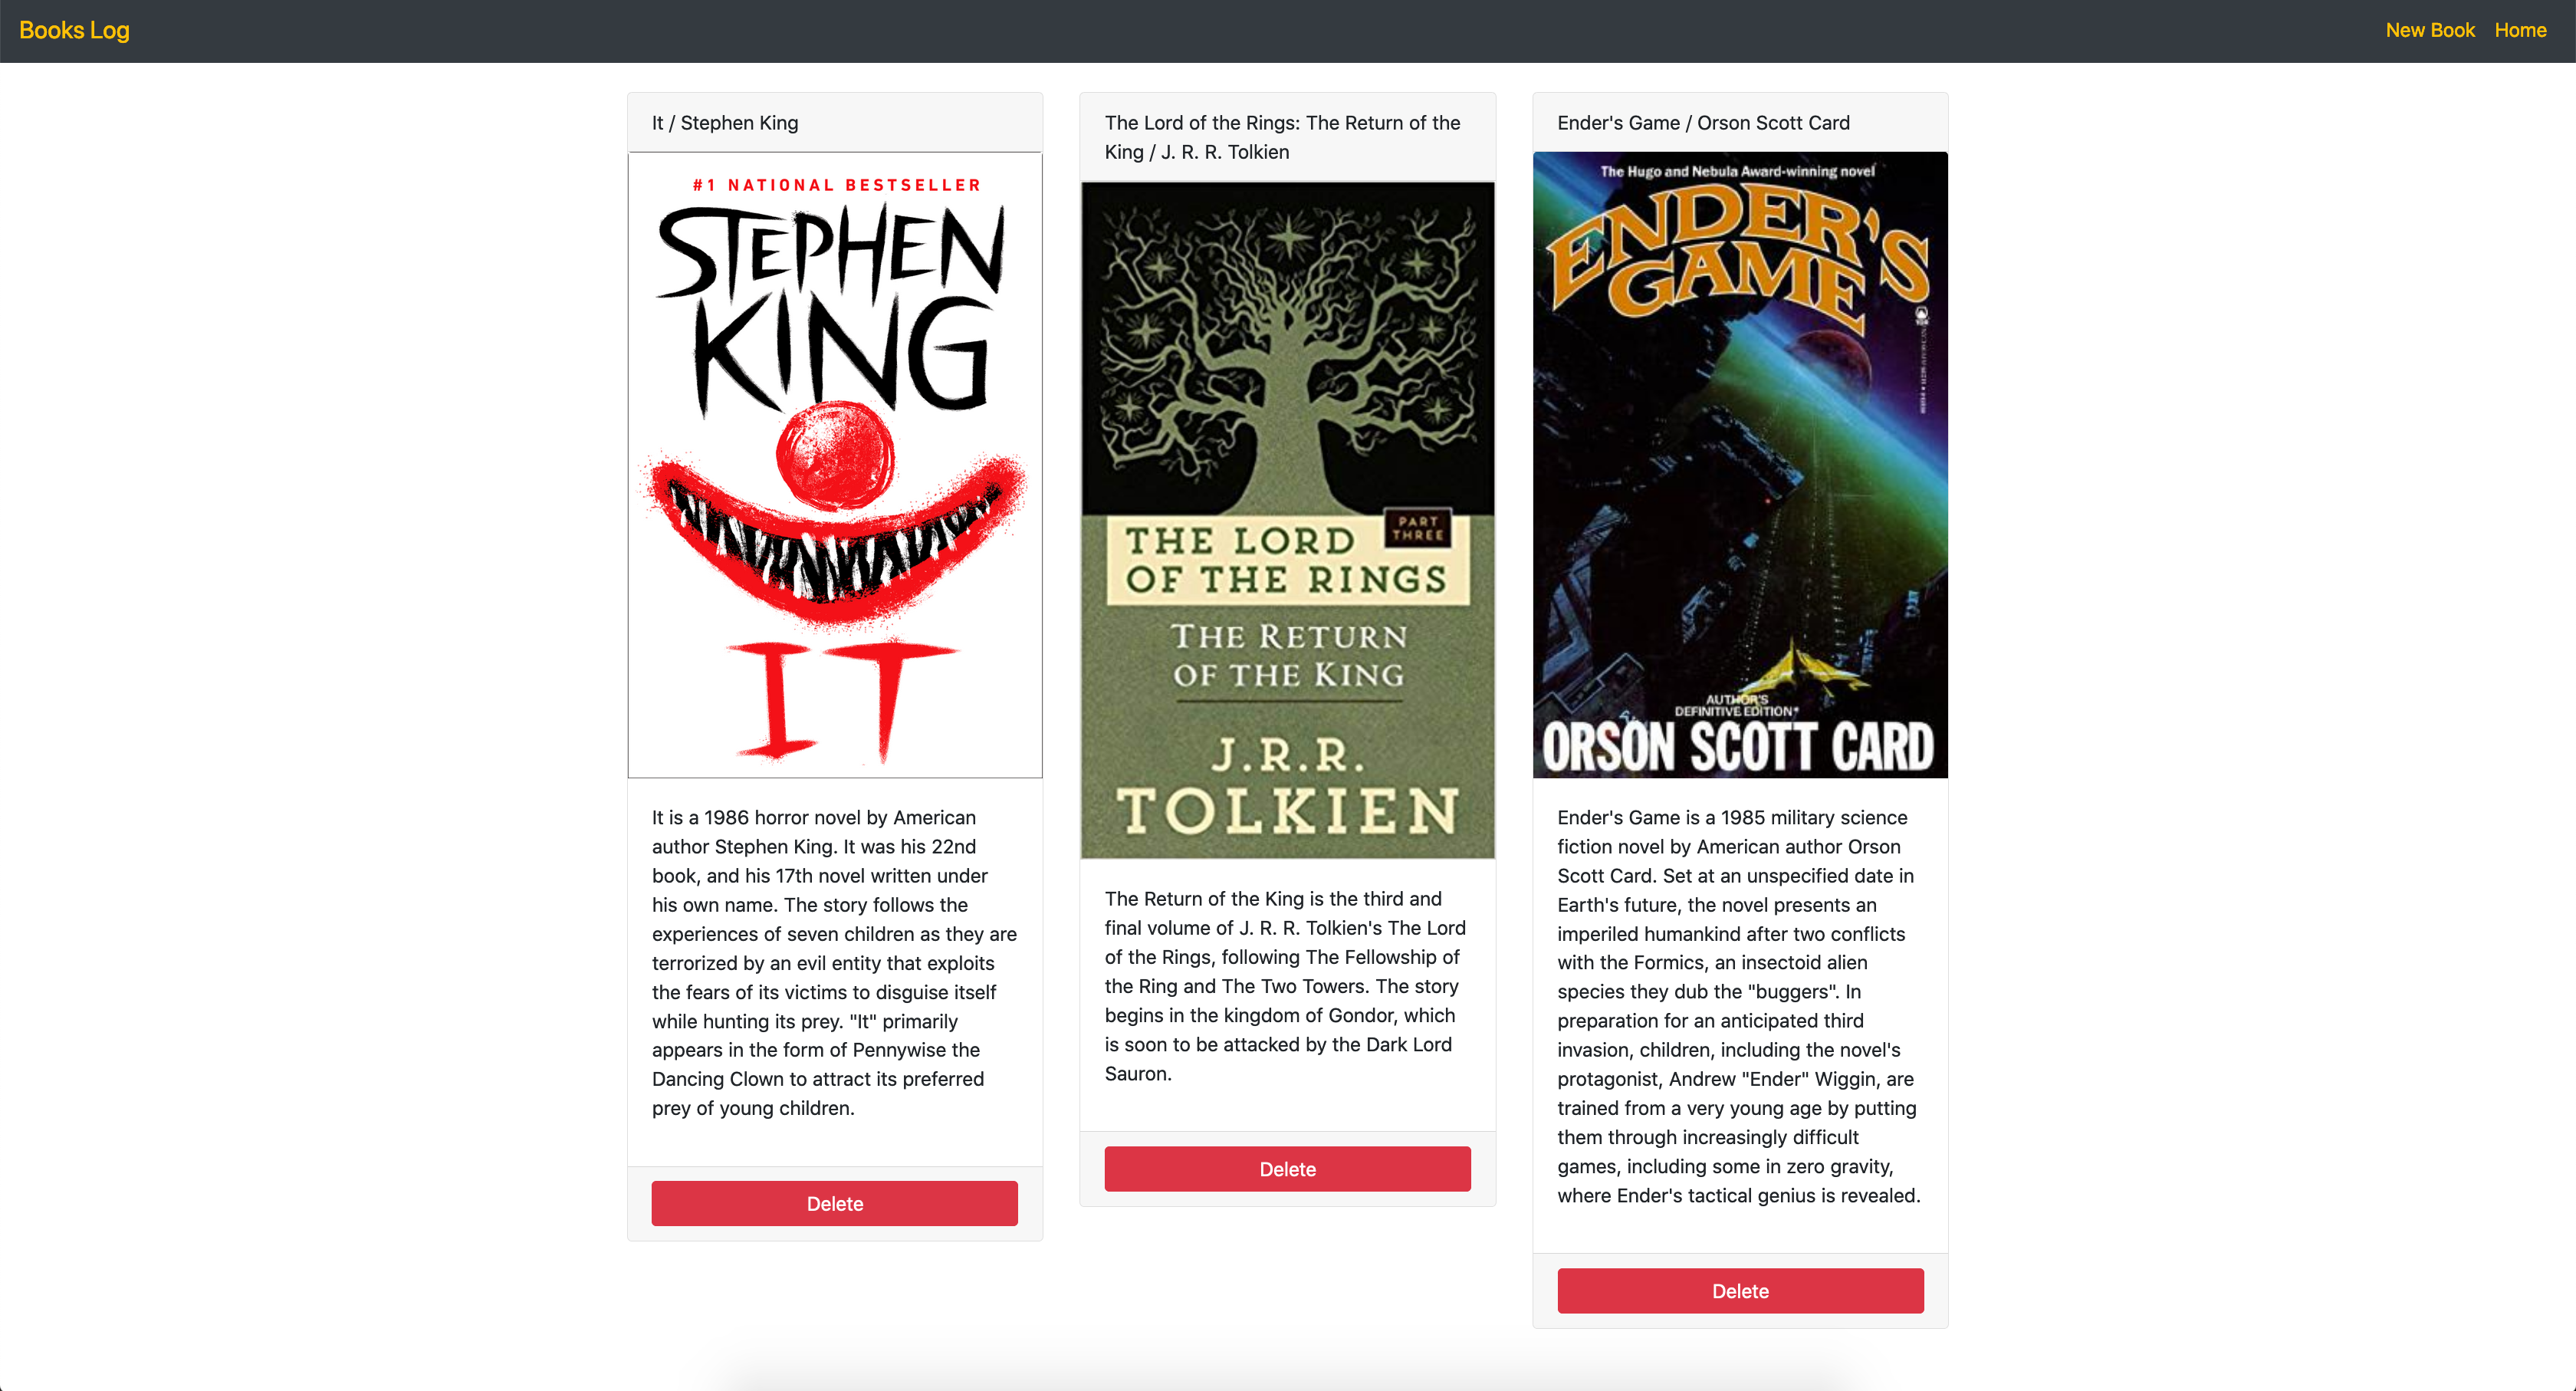 Books Log
New Book
Home
It / Stephen King
#1 NATIONAL BESTSELLER
STEPHEN
KING
IT
It is a 1986 horror novel by American
author Stephen King. It was his 22nd
book, and his 17th novel written under
his own name. The story follows the
experiences of seven children as they are
terrorized by an evil entity that exploits
the fears of its victims to disguise itself
while hunting its prey. "It" primarily
appears in the form of Pennywise the
Dancing Clown to attract its preferred
prey of young children.
Delete
The Lord of the Rings: The Return of the
King / J. R. R. Tolkien
PART
THREE
THE LORD
OF THE RINGS
THE RETURN
OF THE KING
J.R.R.
TOLKIEN
The Return of the King is the third and
final volume of J. R. R. Tolkien's The Lord
of the Rings, following The Fellowship of
the Ring and The Two Towers. The story
begins in the kingdom of Gondor, which
is soon to be attacked by the Dark Lord
Sauron.
Delete
Ender's Game / Orson Scott Card
The Hugo and Nebula Award-winning novel
ENDER'S
GAME
AUTHOR'S
DEFINITIVE EDITION*
ORSON SCOTT CARD
Ender's Game is a 1985 military science
fiction novel by American author Orson
Scott Card. Set at an unspecified date in
Earth's future, the novel presents an
imperiled humankind after two conflicts
with the Formics, an insectoid alien
species they dub the "buggers". In
preparation for an anticipated third
invasion, children, including the novel's
protagonist, Andrew "Ender" Wiggin, are
trained from a very young age by putting
them through increasingly difficult
games, including some in zero gravity,
where Ender's tactical genius is revealed.
Delete